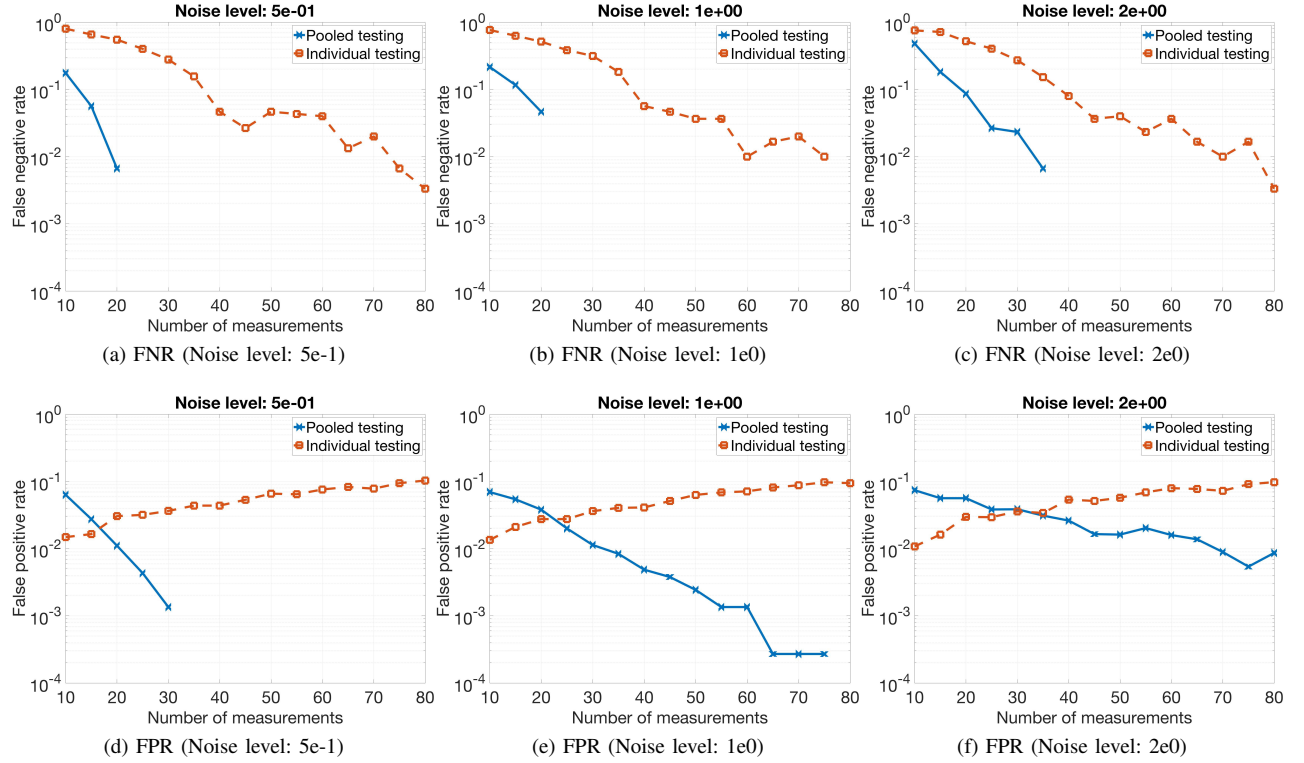 Noise level: 5e-01
Pooled testing
Individual testing
False negative rate
10^0
10^-1
10^-2
10^-3
10^-4
10 20 30 40 50 60 70 80
Number of measurements
(a) FNR (Noise level: 5e-1)
Noise level: 1e+00
Pooled testing
Individual testing
False negative rate
10^0
10^-1
10^-2
10^-3
10^-4
10 20 30 40 50 60 70 80
Number of measurements
(b) FNR (Noise level: 1e0)
Noise level: 2e+00
Pooled testing
Individual testing
False negative rate
10^0
10^-1
10^-2
10^-3
10^-4
10 20 30 40 50 60 70 80
Number of measurements
(c) FNR (Noise level: 2e0)
Noise level: 5e-01
Pooled testing
Individual testing
False positive rate
10^0
10^-1
10^-2
10^-3
10^-4
10 20 30 40 50 60 70 80
Number of measurements
(d) FPR (Noise level: 5e-1)
Noise level: 1e+00
Pooled testing
Individual testing
False positive rate
10^0
10^-1
10^-2
10^-3
10^-4
10 20 30 40 50 60 70 80
Number of measurements
(e) FPR (Noise level: 1e0)
Noise level: 2e+00
Pooled testing
Individual testing
False positive rate
10^0
10^-1
10^-2
10^-3
10^-4
10 20 30 40 50 60 70 80
Number of measurements
(f) FPR (Noise level: 2e0)